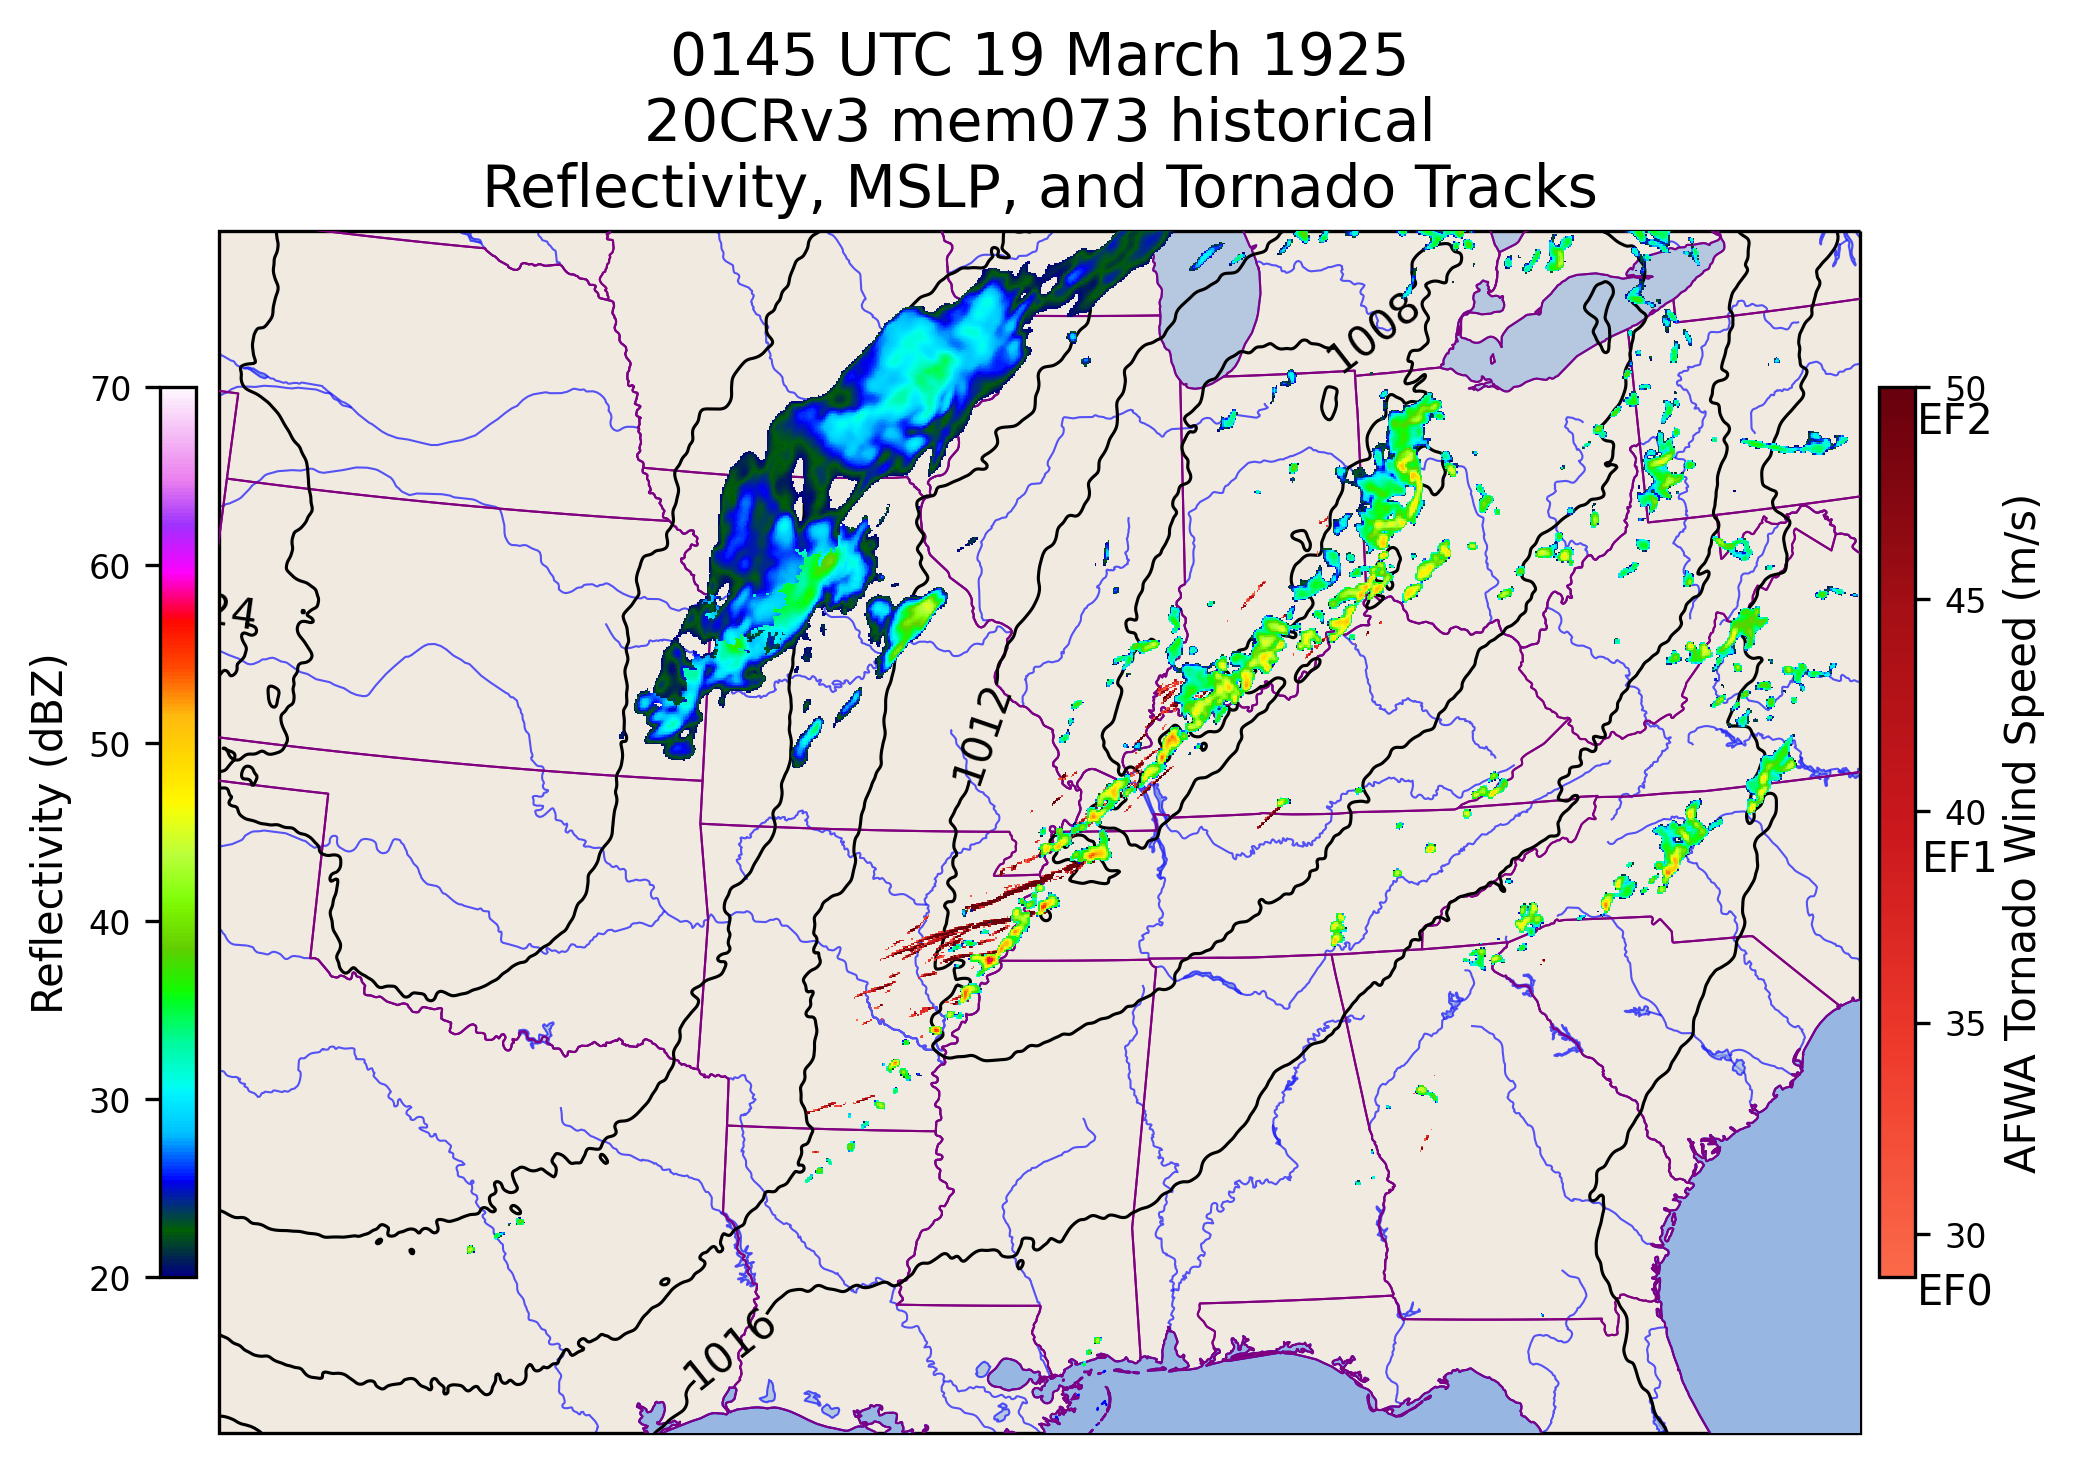 0145 UTC 19 March 1925
20CRv3 mem073 historical
Reflectivity, MSLP, and Tornado Tracks
Reflectivity (dBZ)
70
60
50
40
30
20
1008
24
1012
1016
50
EF2
45
40
EF1
35
30
EF0
AFWA Tornado Wind Speed (m/s)